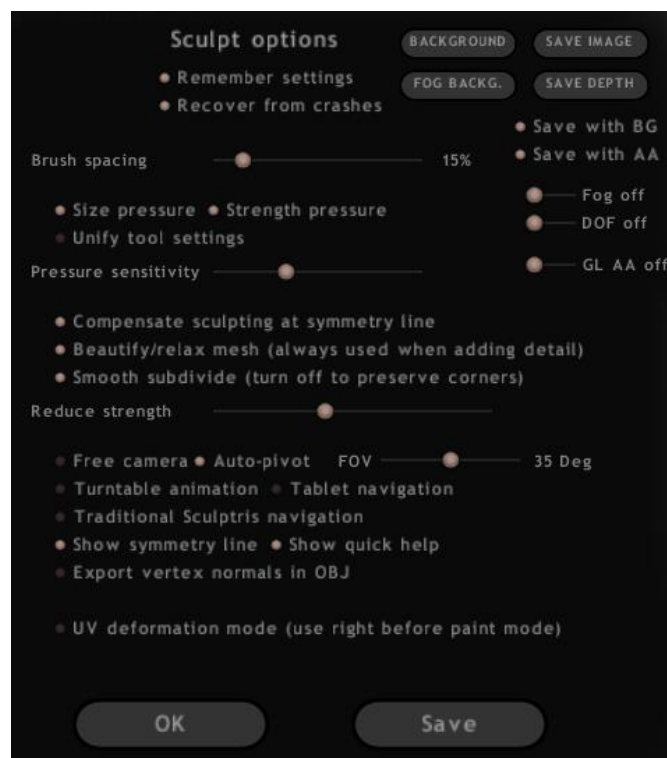 Sculpt options BACKGROUND SAVE IMAGE
Remember settings FOG BACKG. SAVE DEPTH
Recover from crashes
Save with BG
Brush spacing 15% Save with AA
Fog off
Size pressure Strength pressure
DOF off
Unify tool settings
Pressure sensitivity GL AA off
Compensate sculpting at symmetry line
Beautify/relax mesh (always used when adding detail)
Smooth subdivide (turn off to preserve corners)
Reduce strength
Free camera Auto-pivot FOV 35 Deg
Turntable animation Tablet navigation
Traditional Sculptris navigation
Show symmetry line Show quick help
Export vertex normals in OBJ
UV deformation mode (use right before paint mode)
OK Save